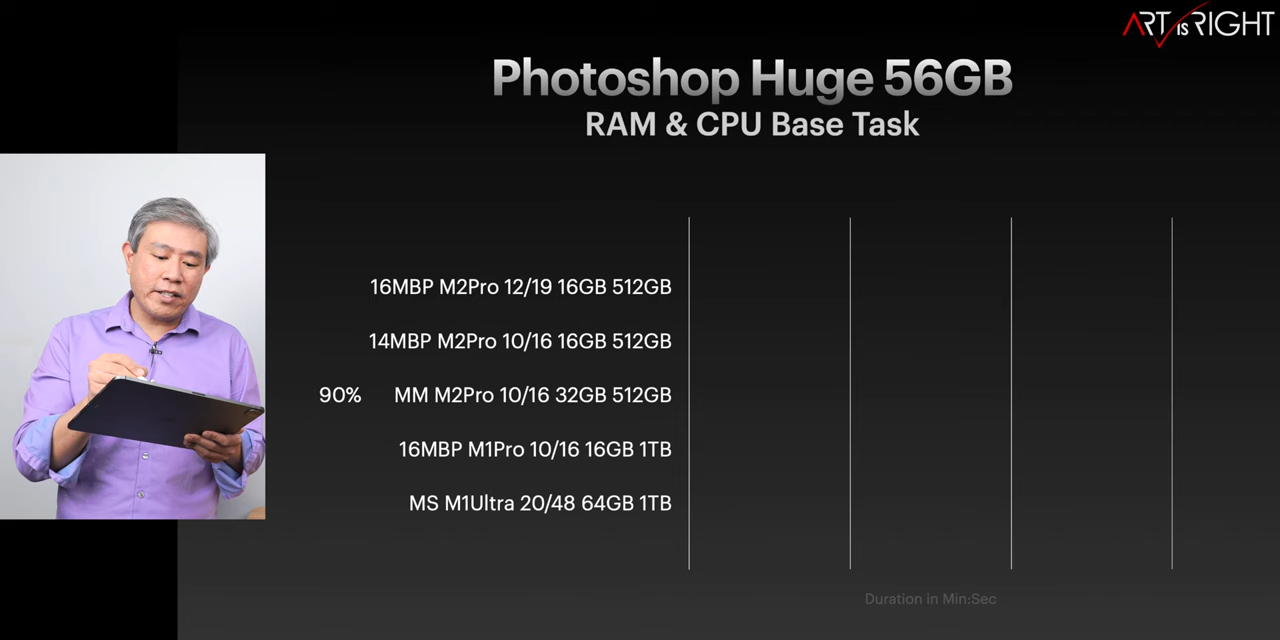 ART IS RIGHT
Photoshop Huge 56GB
RAM & CPU Base Task
16MBP M2Pro 12/19 16GB 512GB
14MBP M2Pro 10/16 16GB 512GB
90% MM M2Pro 10/16 32GB 512GB
16MBP M1Pro 10/16 16GB 1TB
MS M1Ultra 20/48 64GB 1TB
Duration in Min:Sec